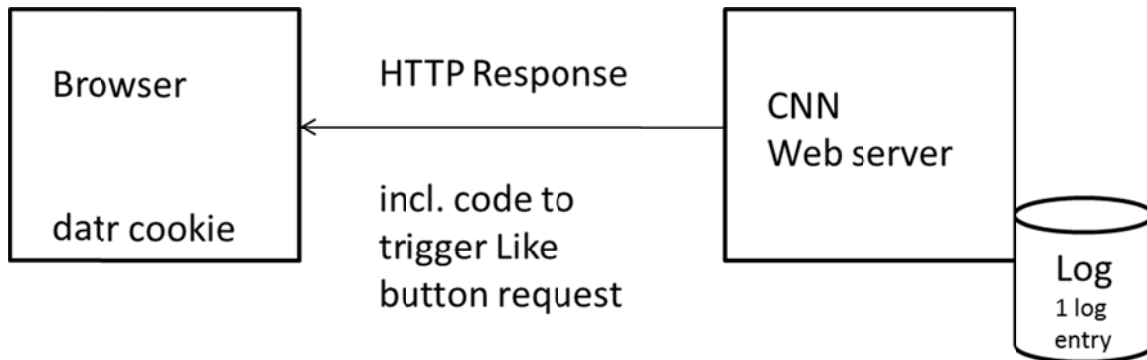 Browser
datr cookie
HTTP Response
incl. code to
trigger Like
button request
CNN
Web server
Log
1 log
entry